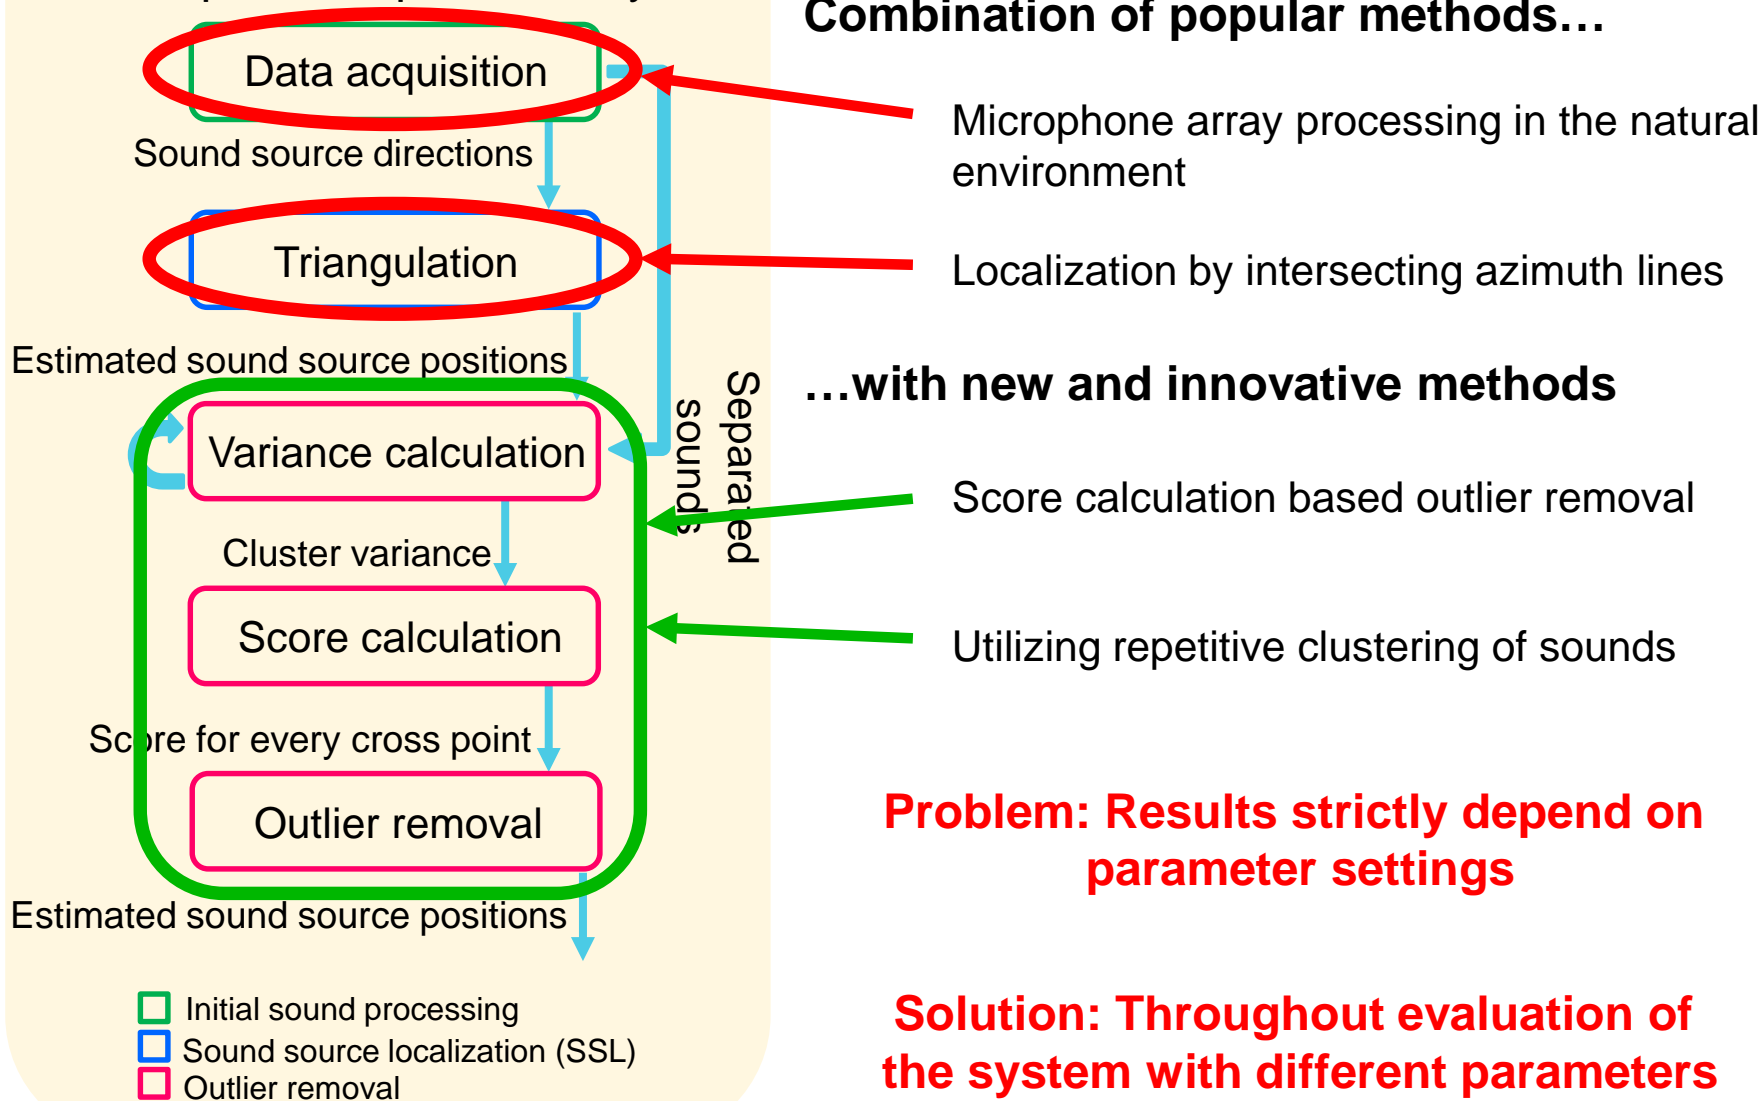 Combination of popular methods…
Data acquisition
Sound source directions
Triangulation
Estimated sound source positions
Variance calculation
Separated
sounds
Cluster variance
Score calculation
Score for every cross point
Outlier removal
Estimated sound source positions
Initial sound processing
Sound source localization (SSL)
Outlier removal
Microphone array processing in the natural
environment
Localization by intersecting azimuth lines
…with new and innovative methods
Score calculation based outlier removal
Utilizing repetitive clustering of sounds
Problem: Results strictly depend on
parameter settings
Solution: Throughout evaluation of
the system with different parameters